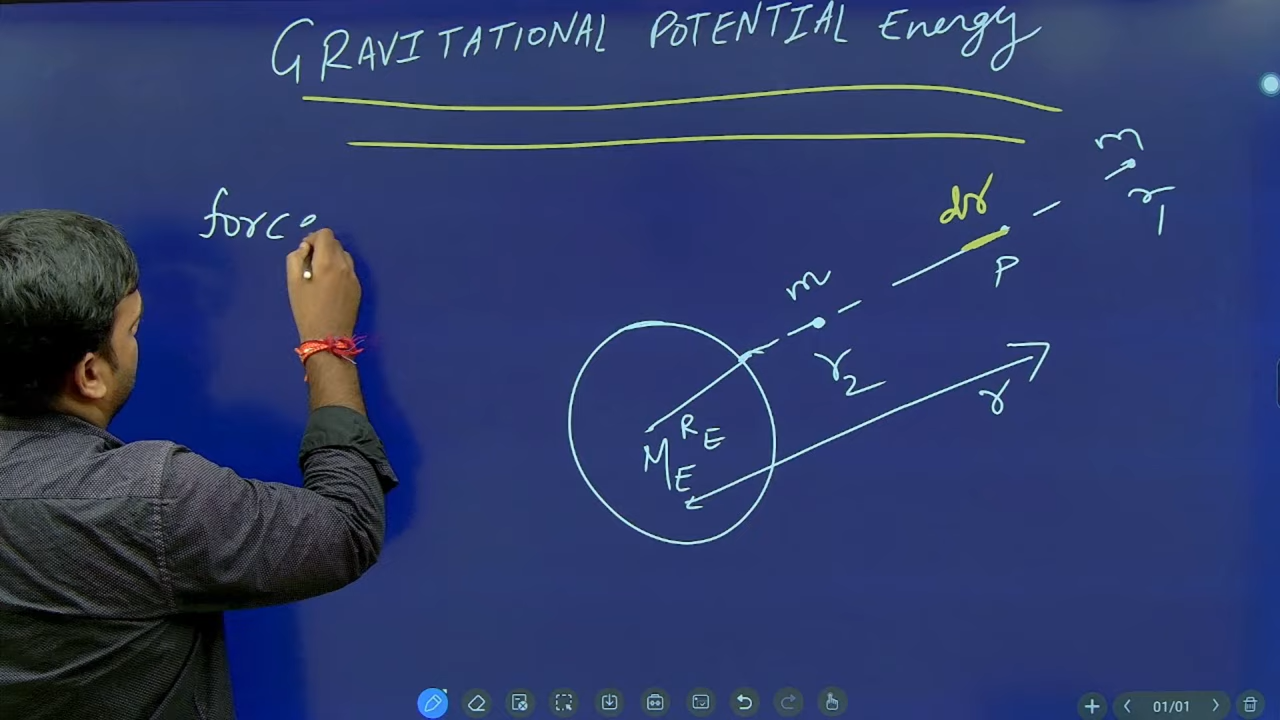 GRAVITATIONAL POTENTIAL Energy
m
dr
r1
force
P
m
r2
r
RE
ME
01/01